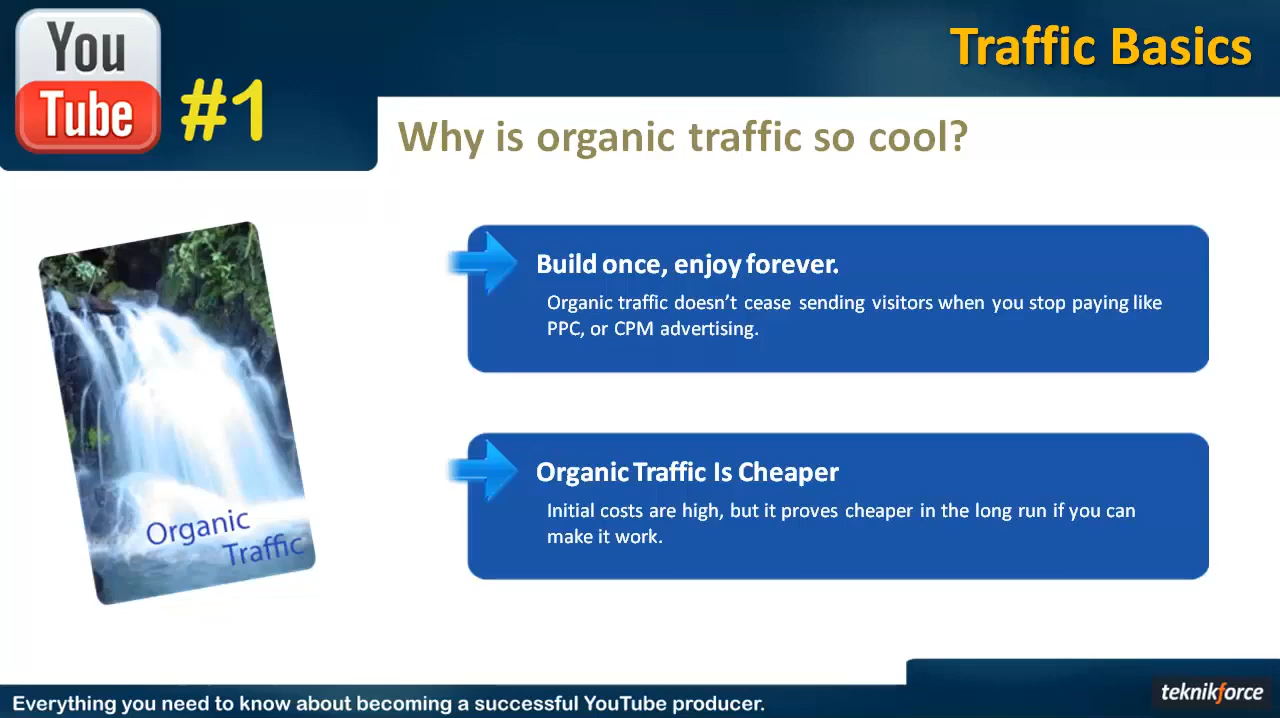 You
Tube
#1
Traffic Basics
Why is organic traffic so cool?
Build once, enjoy forever.
Organic traffic doesn't cease sending visitors when you stop paying like
PPC, or CPM advertising.
Organic Traffic Is Cheaper
Initial costs are high, but it proves cheaper in the long run if you can
make it work.
Organic
Traffic
Everything you need to know about becoming a successful YouTube producer.
teknikforce